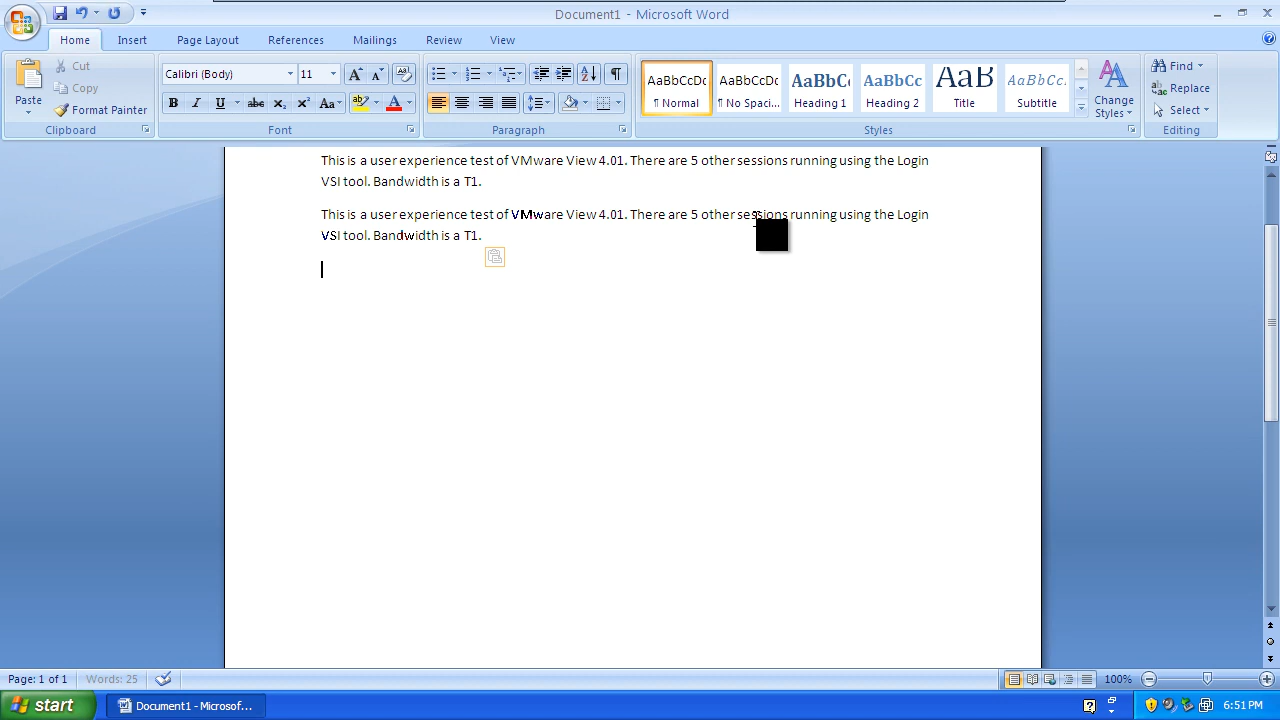 Document1 - Microsoft Word
Home Insert Page Layout References Mailings Review View
Paste
Cut
Copy
Format Painter
Clipboard
Calibri (Body) 11
B I U abc x₂ x² Aa ab A
Font
Paragraph
AaBbCcDc AaBbCcDc AaBbC AaBbCc AaB AaBbCc.
¶ Normal ¶ No Spaci... Heading 1 Heading 2 Title Subtitle
Change
Styles
Styles
Find
Replace
Select
Editing
This is a user experience test of VMware View 4.01. There are 5 other sessions running using the Login
VSI tool. Bandwidth is a T1.
This is a user experience test of VMware View 4.01. There are 5 other sessions running using the Login
VSI tool. Bandwidth is a T1.
Page: 1 of 1 Words: 25 100%
start Document1 - Microsof... 6:51 PM